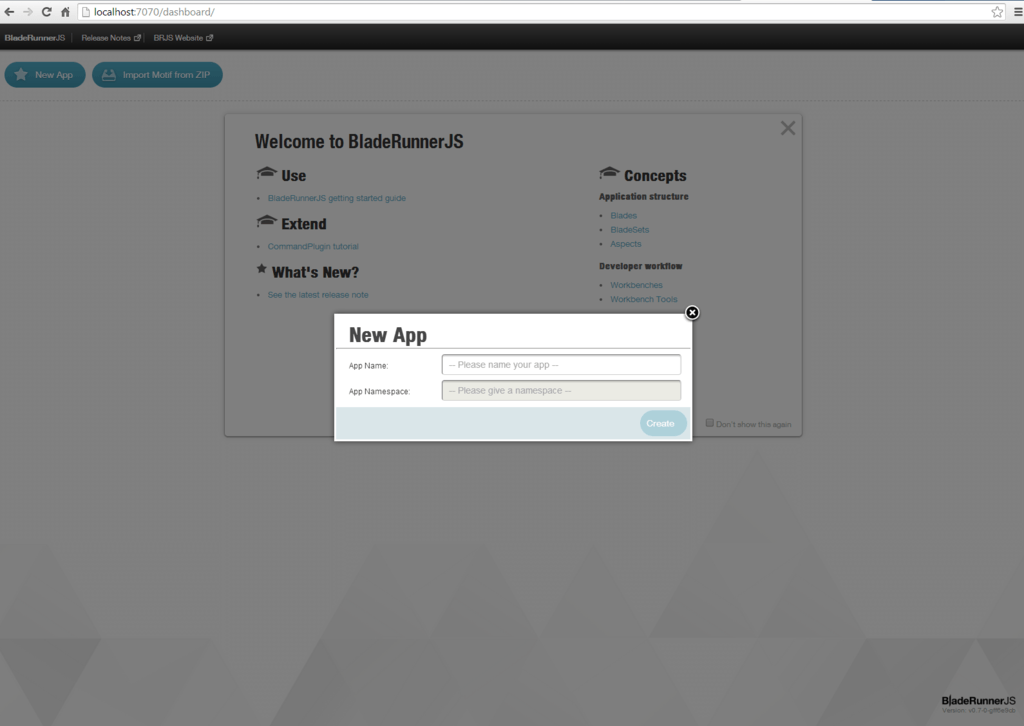 localhost:7070/dashboard/
BladeRunnerJS Release Notes BRJS Website
New App Import Motif from ZIP
Welcome to BladeRunnerJS
Use
BladeRunnerJS getting started guide
Extend
CommandPlugin tutorial
What's New?
See the latest release note
Concepts
Application structure
Blades
BladeSets
Aspects
Developer workflow
Workbenches
Workbench Tools
New App
App Name: -- Please name your app --
App Namespace: -- Please give a namespace --
Create
Don't show this again
BladeRunnerJS
Version: